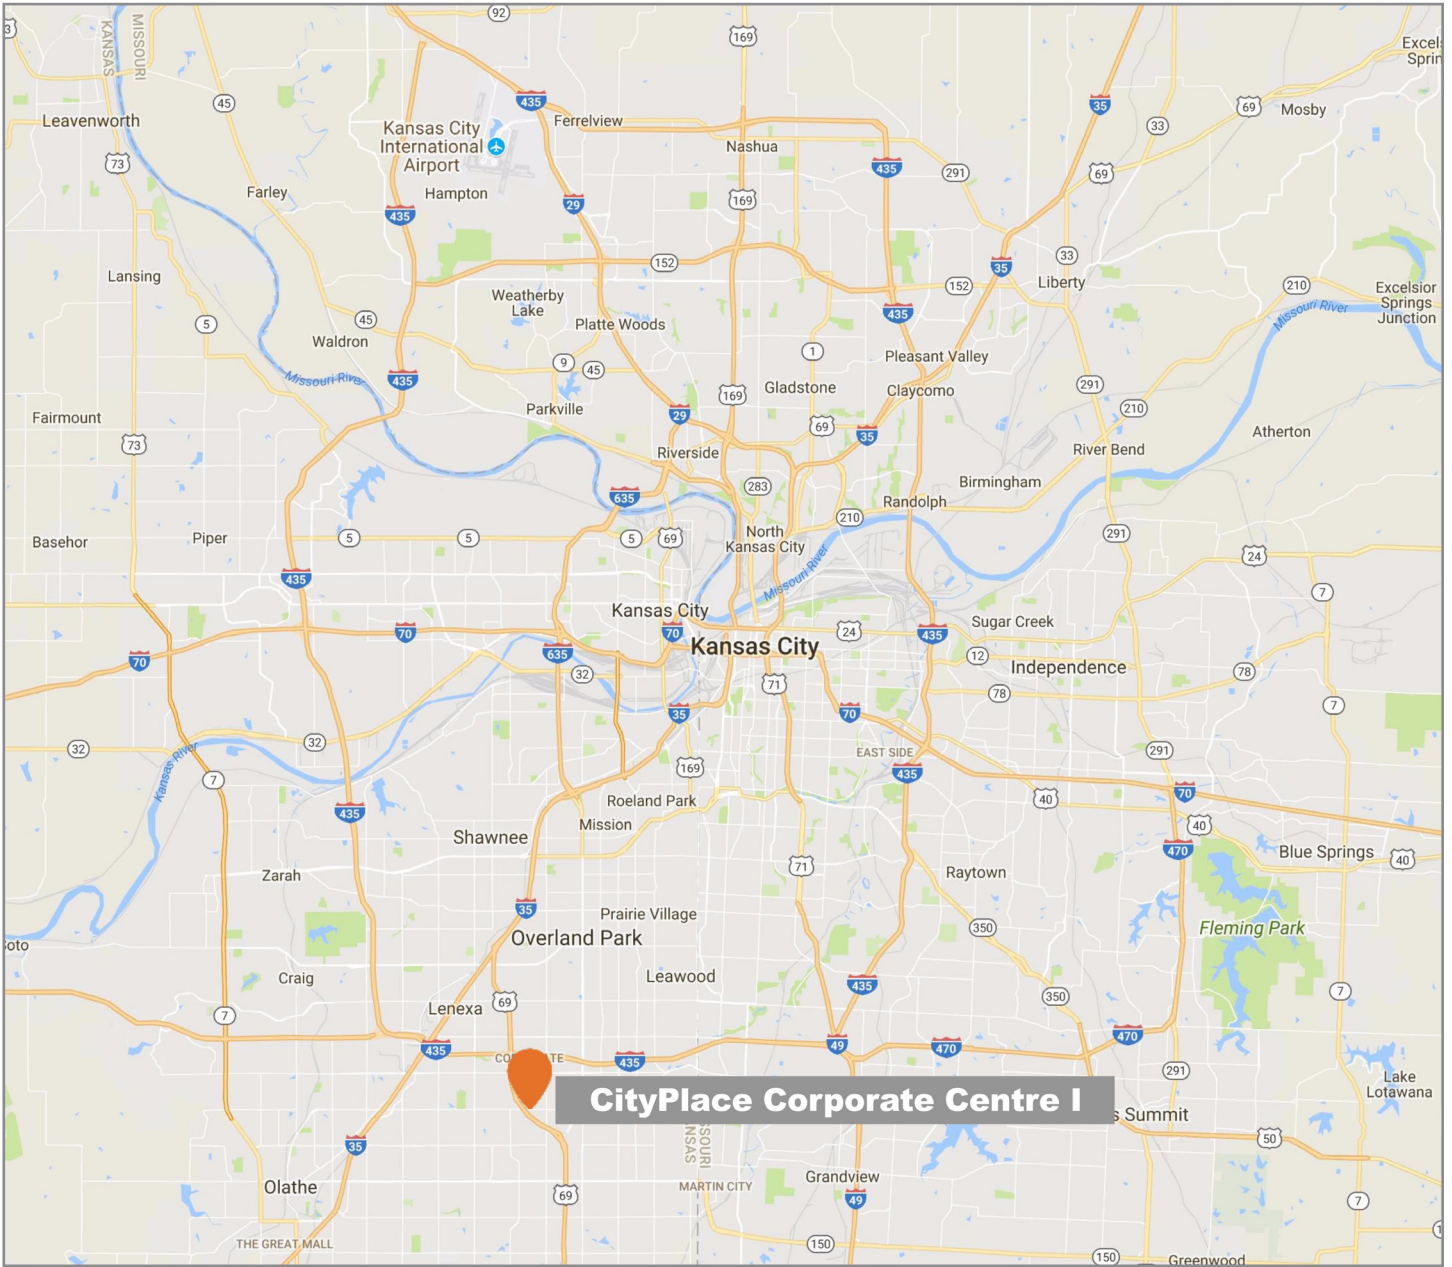 92
3
169
Excel
Sprin
MISSOURI
KANSAS
45
435
35
69
Mosby
Leavenworth
Kansas City
International
Airport
Ferrelview
33
Nashua
73
435
291
69
Farley
Hampton
169
29
435
33
152
35
Lansing
Liberty
152
210
Excelsior
Springs
Junction
Weatherby
Lake
Missouri River
435
5
45
Platte Woods
Waldron
1
Pleasant Valley
9
45
Missouri River
435
Gladstone
Claycomo
291
169
210
Parkville
29
Fairmount
69
35
Atherton
73
Riverside
River Bend
283
Birmingham
635
Randolph
210
5
5
5
69
North
Kansas City
291
Basehor
Piper
24
Missouri River
435
7
Kansas City
Sugar Creek
70
70
24
435
Kansas City
635
12
Independence
70
32
71
78
78
7
35
70
32
32
EAST SIDE
291
Kansas River
169
435
7
70
Roeland Park
40
435
Mission
40
Shawnee
470
Blue Springs
40
71
Zarah
Raytown
35
Prairie Village
350
Fleming Park
Overland Park
oto
Craig
Leawood
435
7
350
69
Lenexa
7
470
435
49
470
CO
TE
435
291
Lake
Lotawana
CityPlace Corporate Centre I
s Summit
SOURI
NSAS
50
35
Grandview
Olathe
MARTIN CITY
69
49
7
THE GREAT MALL
150
150
Greenwood